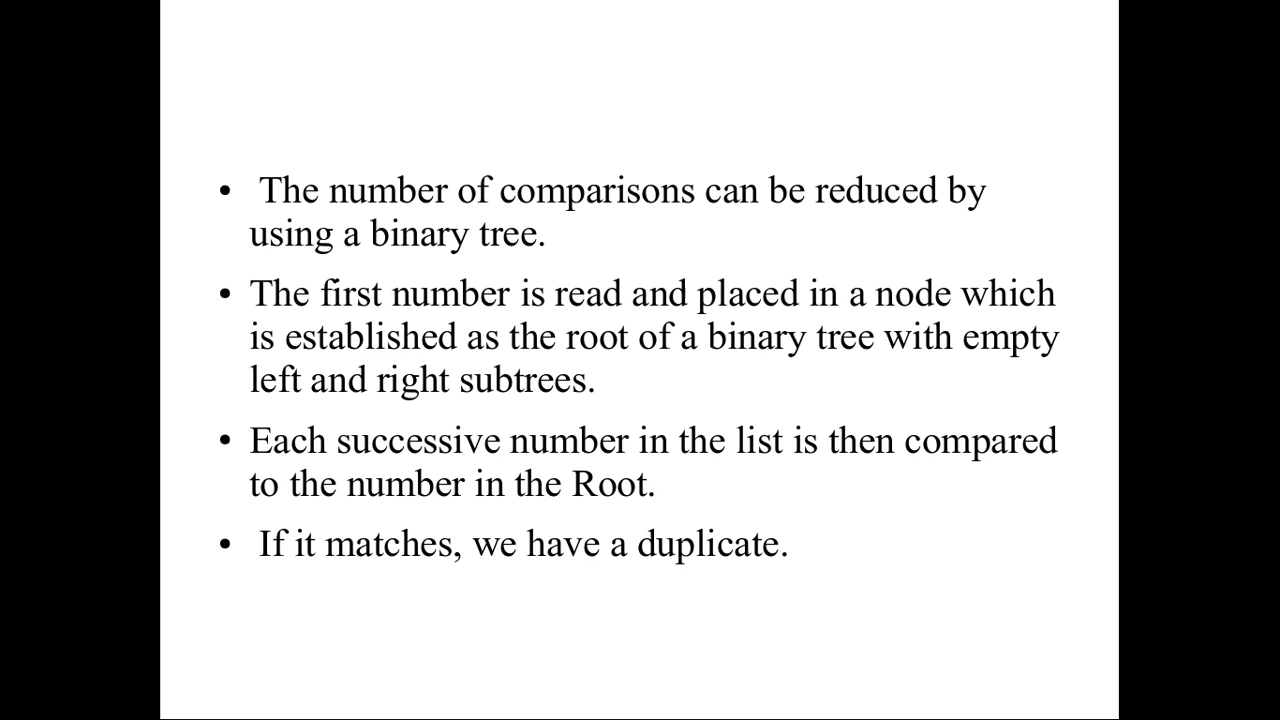 • The number of comparisons can be reduced by
using a binary tree.
• The first number is read and placed in a node which
is established as the root of a binary tree with empty
left and right subtrees.
• Each successive number in the list is then compared
to the number in the Root.
• If it matches, we have a duplicate.